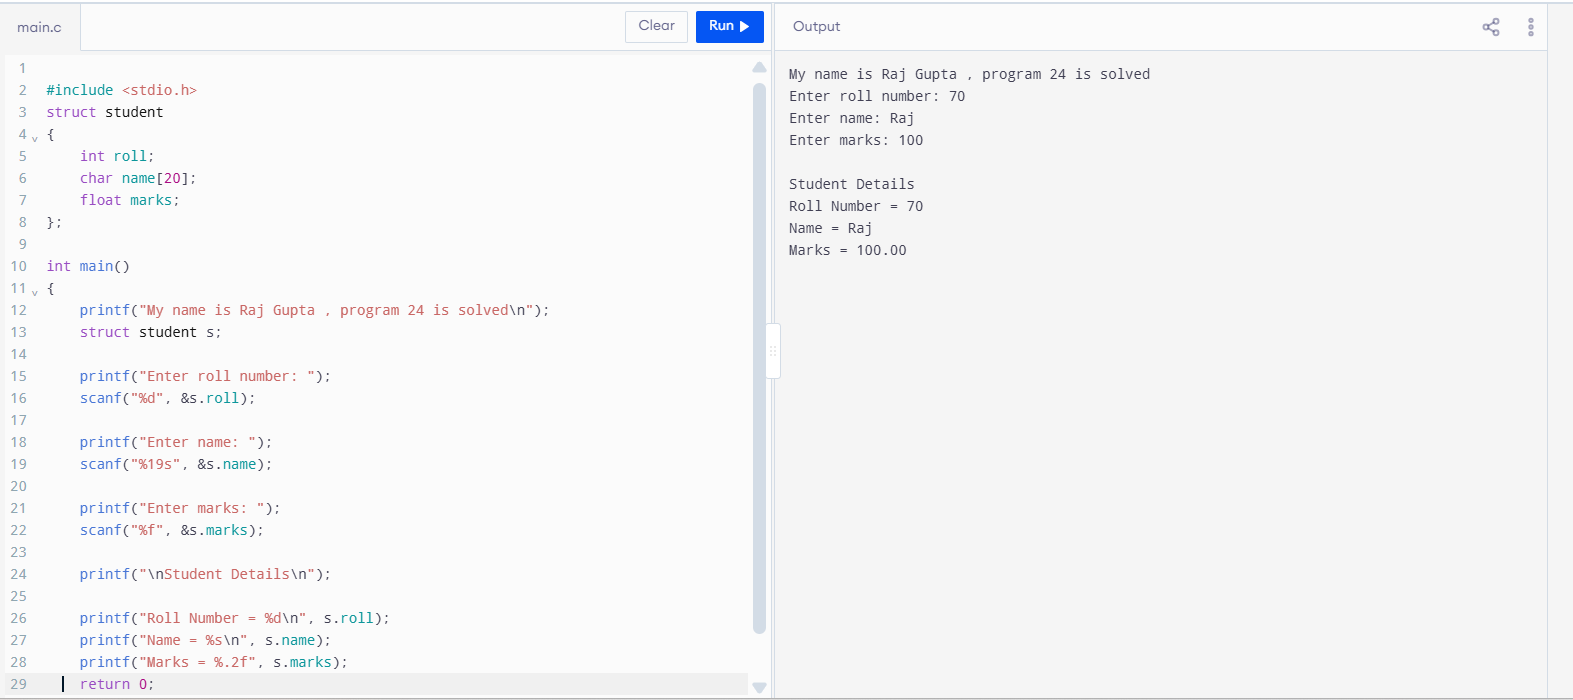 main.c
Clear
Run
Output
1
2 #include <stdio.h>
3 struct student
4 {
5     int roll;
6     char name[20];
7     float marks;
8 };
9
10 int main()
11 {
12     printf("My name is Raj Gupta , program 24 is solved\n");
13     struct student s;
14
15     printf("Enter roll number: ");
16     scanf("%d", &s.roll);
17
18     printf("Enter name: ");
19     scanf("%19s", &s.name);
20
21     printf("Enter marks: ");
22     scanf("%f", &s.marks);
23
24     printf("\nStudent Details\n");
25
26     printf("Roll Number = %d\n", s.roll);
27     printf("Name = %s\n", s.name);
28     printf("Marks = %.2f", s.marks);
29     return 0;
My name is Raj Gupta , program 24 is solved
Enter roll number: 70
Enter name: Raj
Enter marks: 100

Student Details
Roll Number = 70
Name = Raj
Marks = 100.00